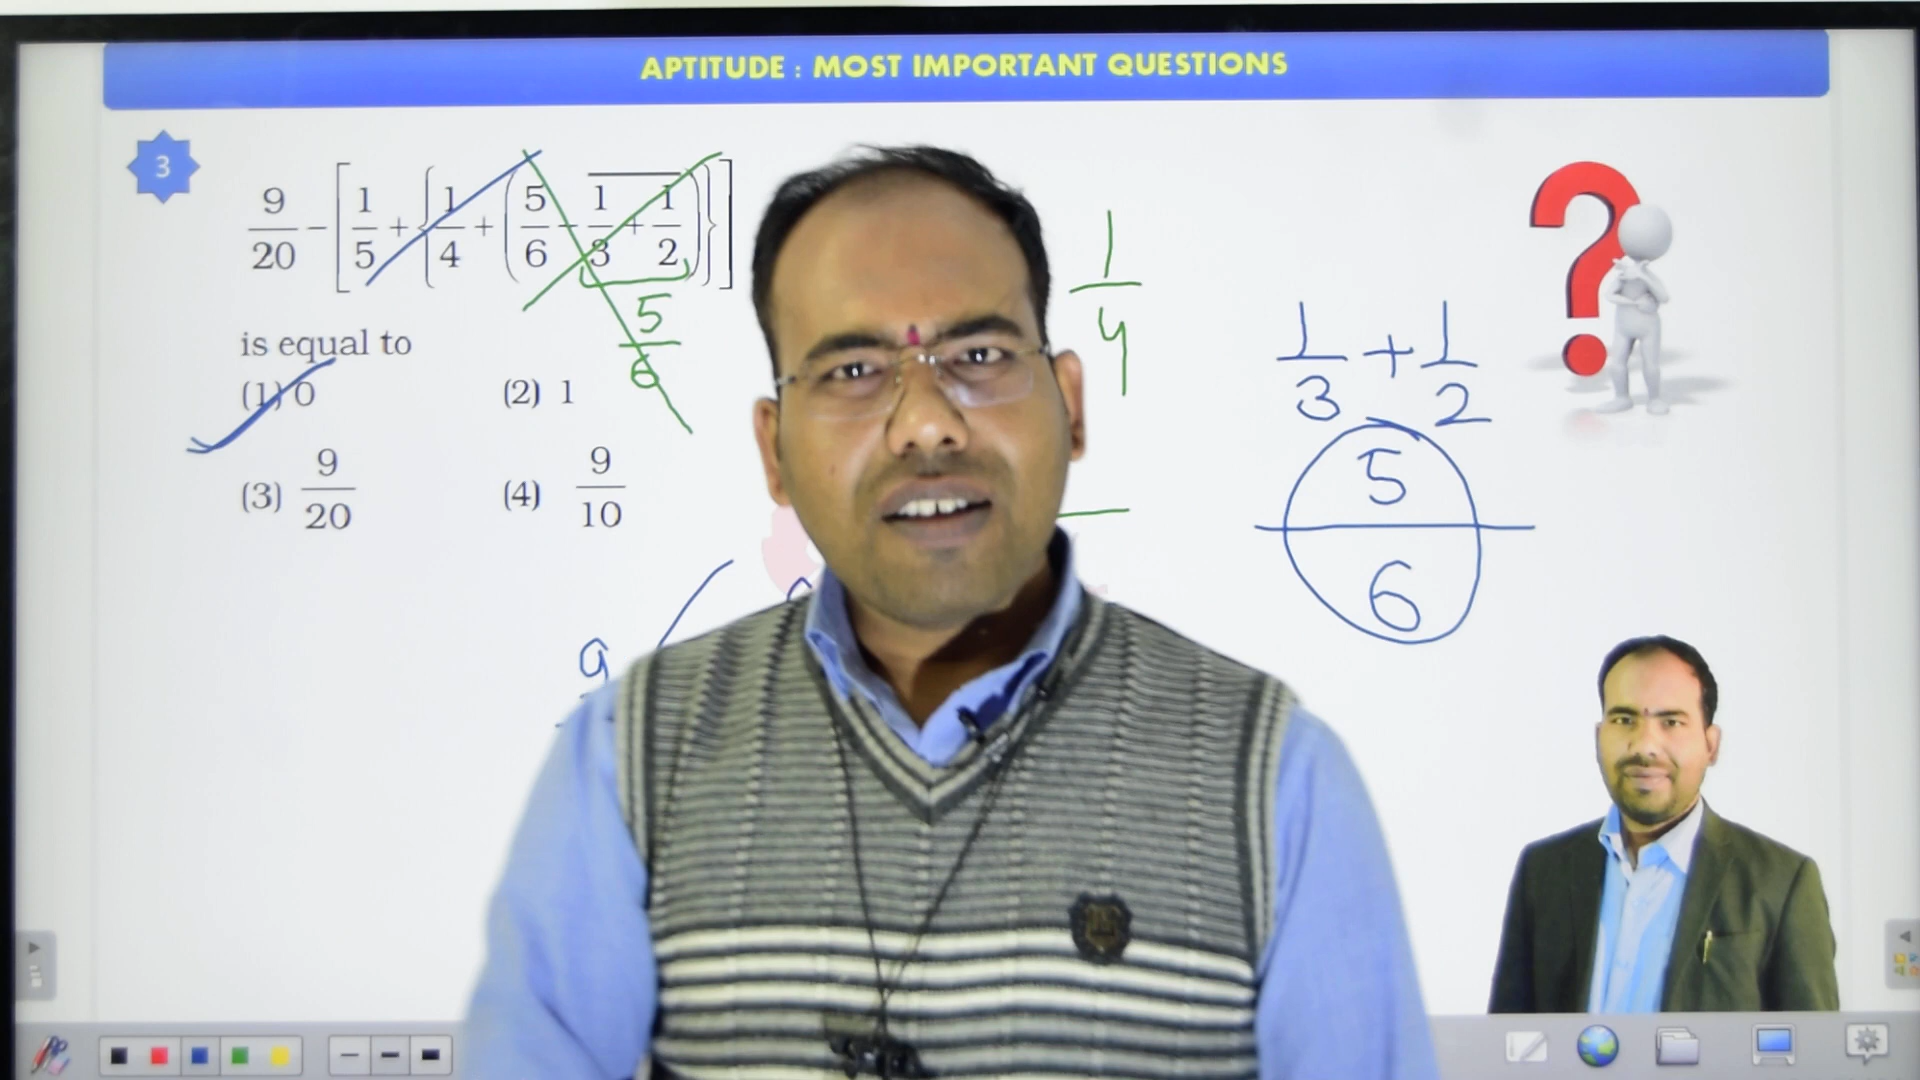 APTITUDE : MOST IMPORTANT QUESTIONS
3
9/20 − [1/5 + {1/4 + (5/6 − \overline{1/3 + 1/2})}]
5/6
is equal to
(1) 0 (2) 1
(3) 9/20 (4) 9/10
1/4
1/3 + 1/2
5/6
9